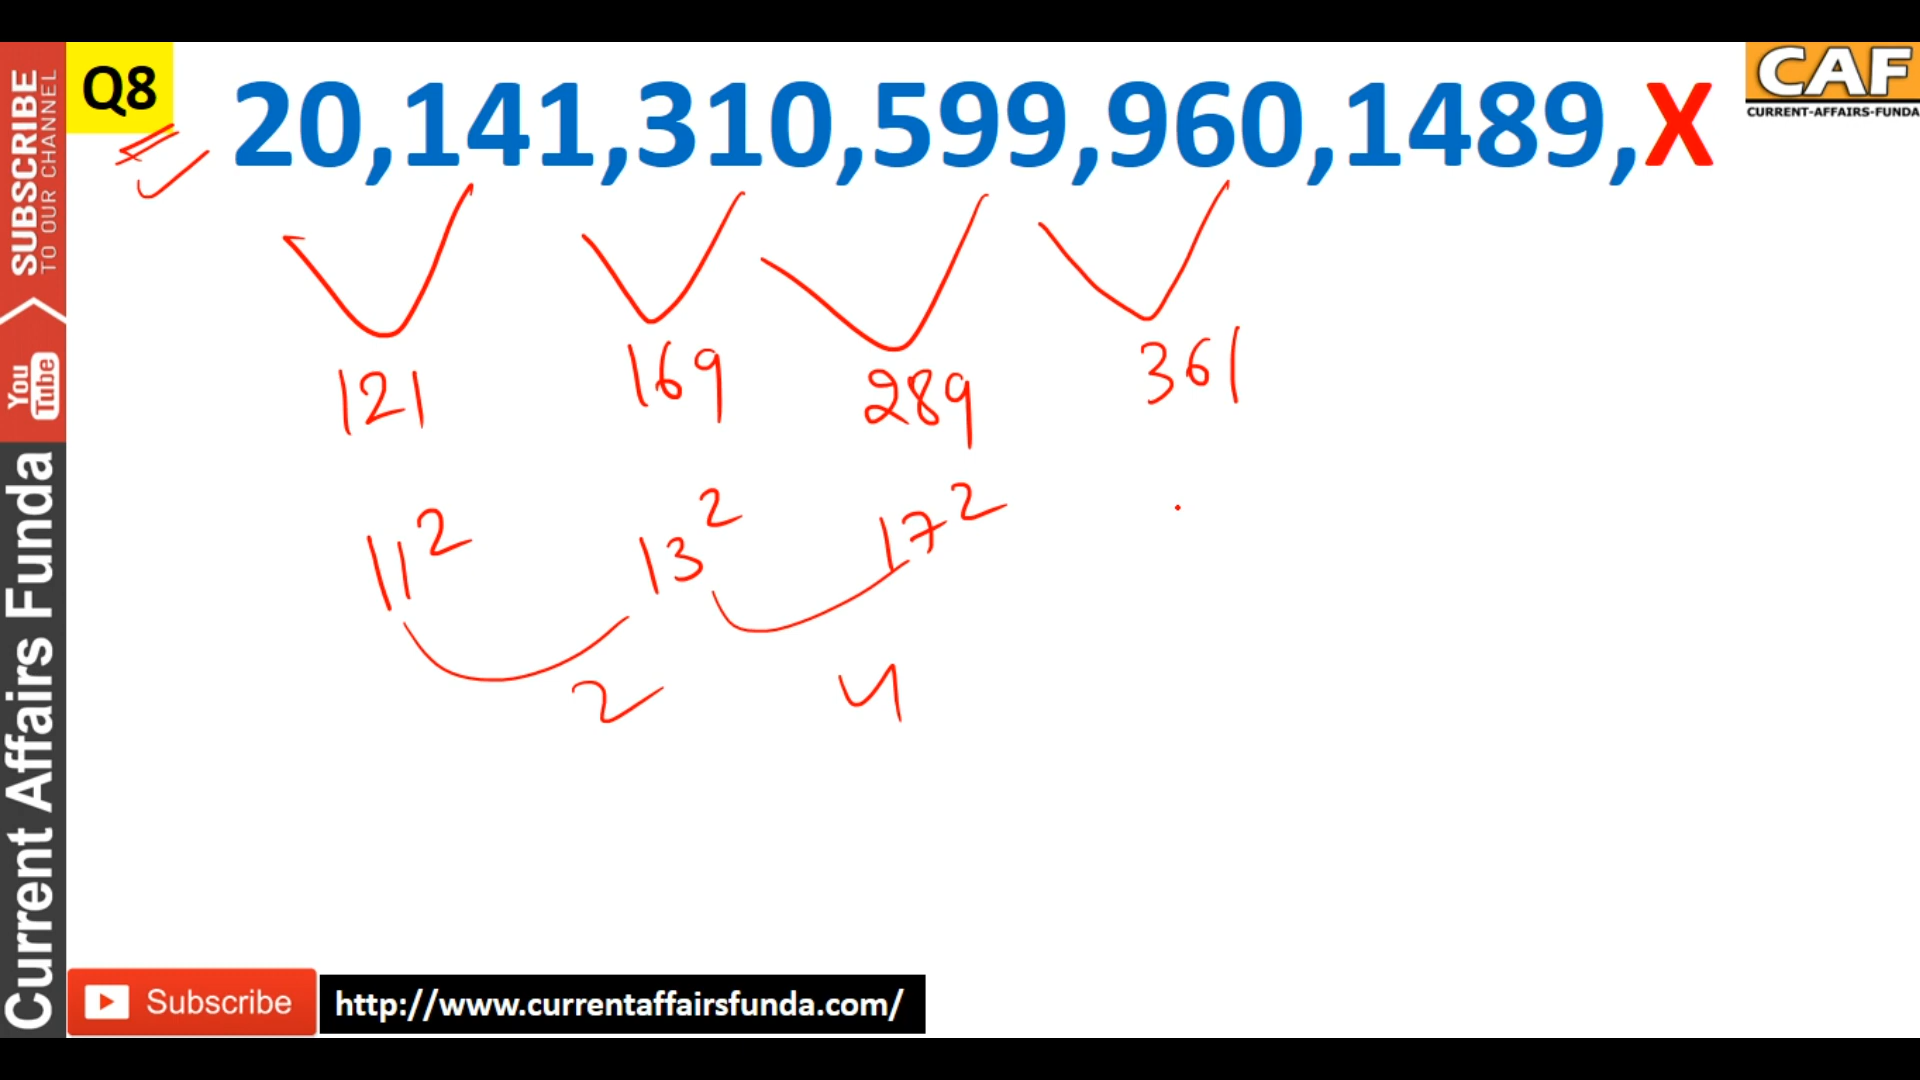 SUBSCRIBE
TO OUR CHANNEL
You
Tube
Current Affairs Funda
Q8
20,141,310,599,960,1489,X
CAF
CURRENT-AFFAIRS-FUNDA
121 169 289 361
11² 13² 17²
2 4
Subscribe
http://www.currentaffairsfunda.com/